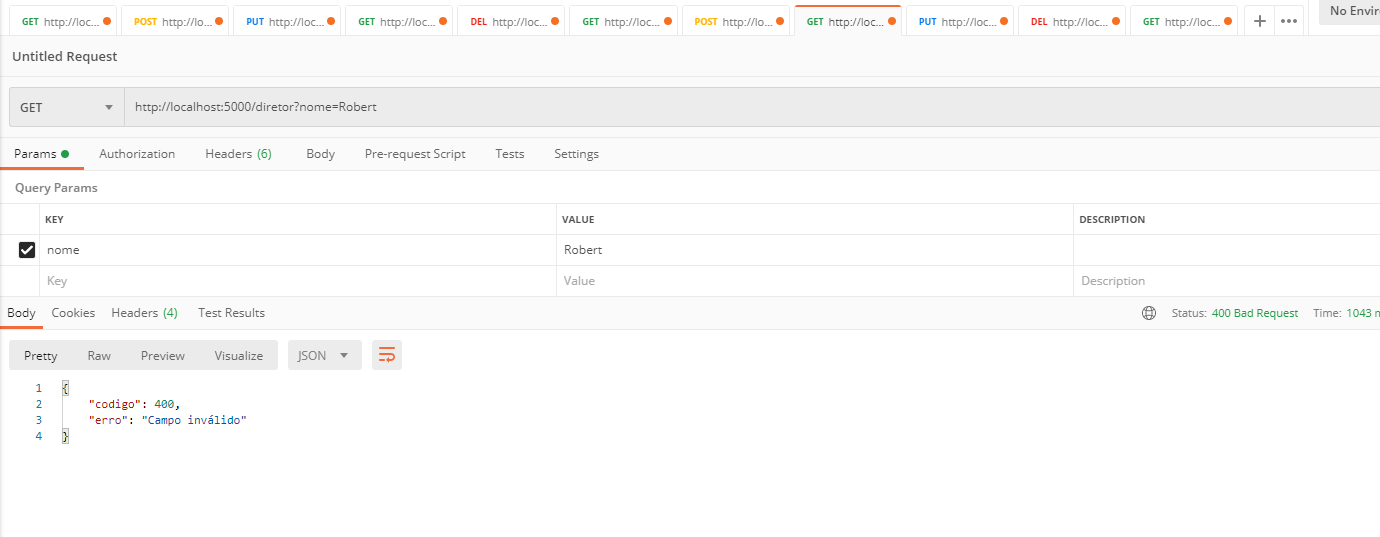 GET http://loc... POST http://lo... PUT http://loc... GET http://loc... DEL http://loc... GET http://loc... POST http://loc... GET http://loc... PUT http://loc... DEL http://loc... GET http://loc... + ••• No Envir
Untitled Request
GET http://localhost:5000/diretor?nome=Robert
Params Authorization Headers (6) Body Pre-request Script Tests Settings
Query Params
KEY VALUE DESCRIPTION
nome Robert
Key Value Description
Body Cookies Headers (4) Test Results Status: 400 Bad Request Time: 1043 m
Pretty Raw Preview Visualize JSON
1 {
2 "codigo": 400,
3 "erro": "Campo inválido"
4 }